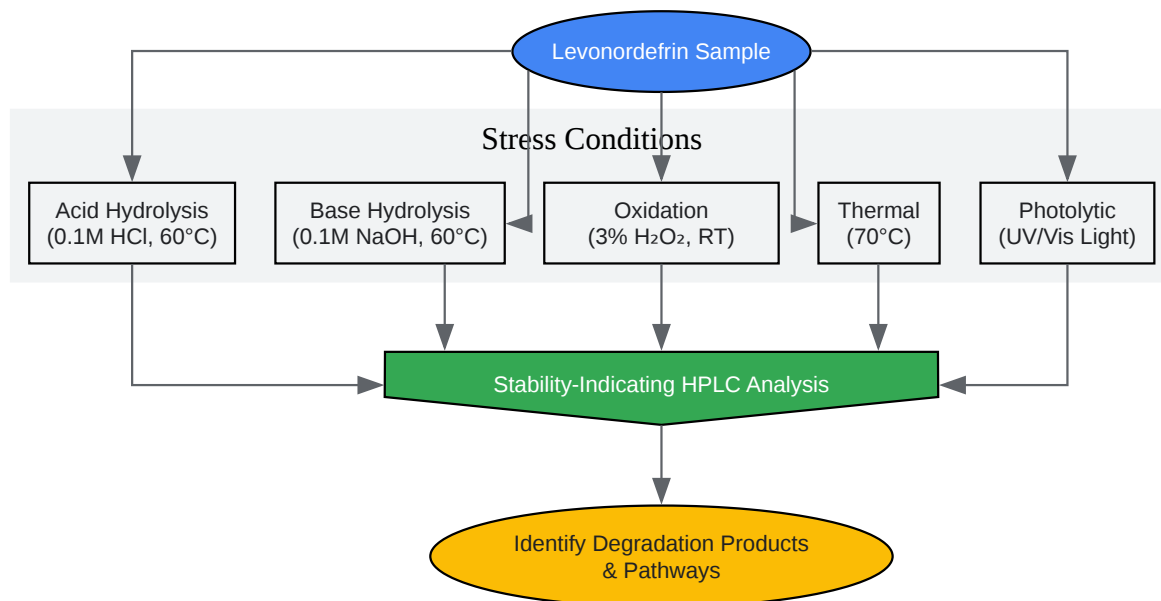 Levonordefrin Sample
Stress Conditions
Acid Hydrolysis
(0.1M HCl, 60°C)
Base Hydrolysis
(0.1M NaOH, 60°C)
Oxidation
(3% H₂O₂, RT)
Thermal
(70°C)
Photolytic
(UV/Vis Light)
Stability-Indicating HPLC Analysis
Identify Degradation Products
& Pathways